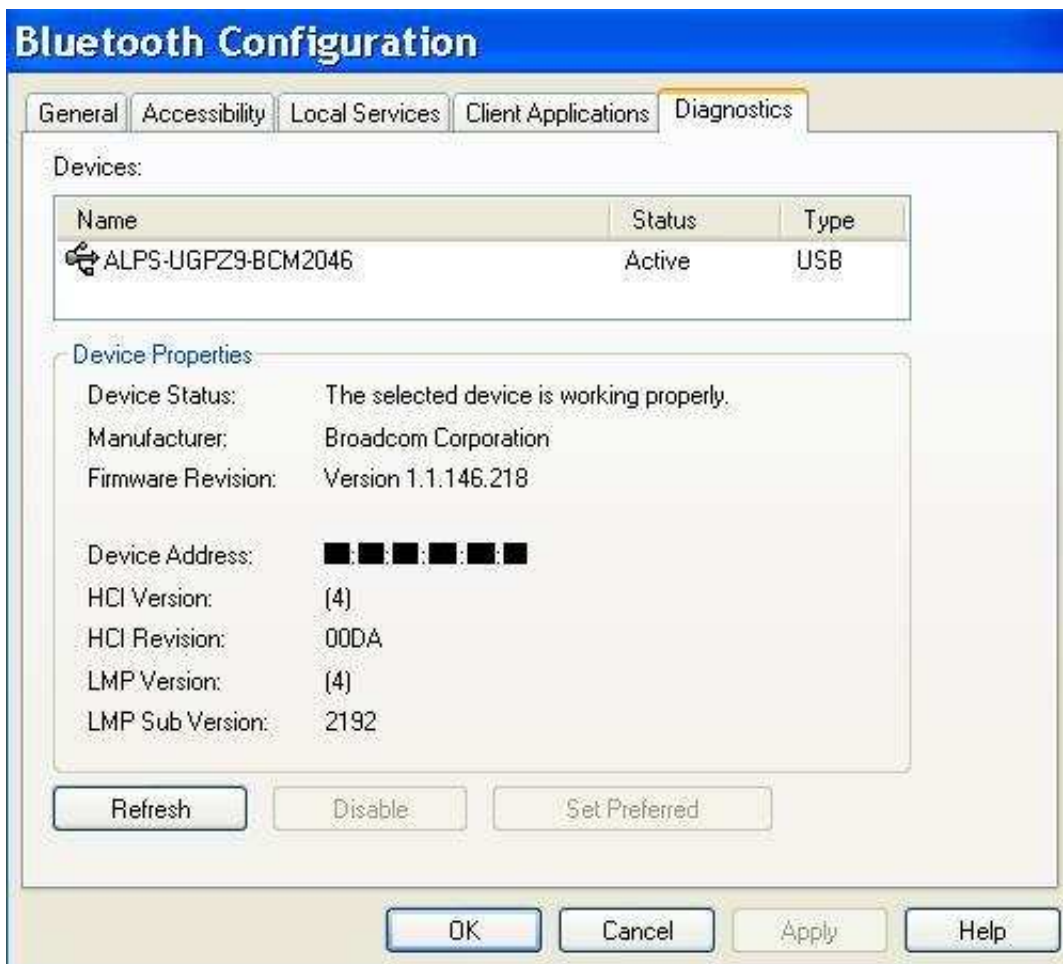 Bluetooth Configuration
General Accessibility Local Services Client Applications Diagnostics
Devices:
Name Status Type
ALPS-UGPZ9-BCM2046 Active USB
Device Properties
Device Status: The selected device is working properly.
Manufacturer: Broadcom Corporation
Firmware Revision: Version 1.1.146.218
Device Address: : : : : :
HCI Version: (4)
HCI Revision: 00DA
LMP Version: (4)
LMP Sub Version: 2192
Refresh Disable Set Preferred
OK Cancel Apply Help